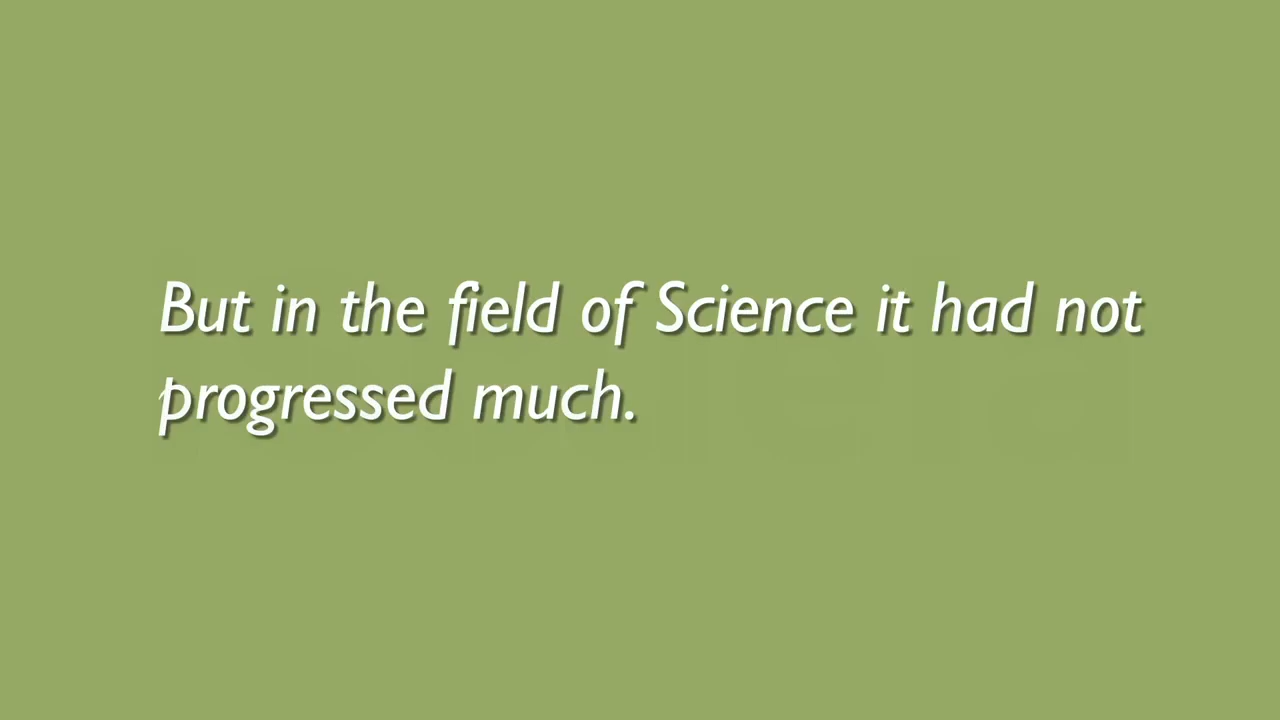 But in the field of Science it had not
progressed much.